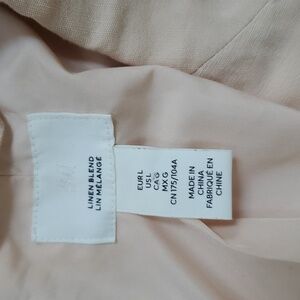 LINEN BLEND
LIN MÉLANGÉ
EUR L
US L
CA G
MX G
CN 175/104A
MADE IN
CHINA
FABRIQUÉ EN
CHINE